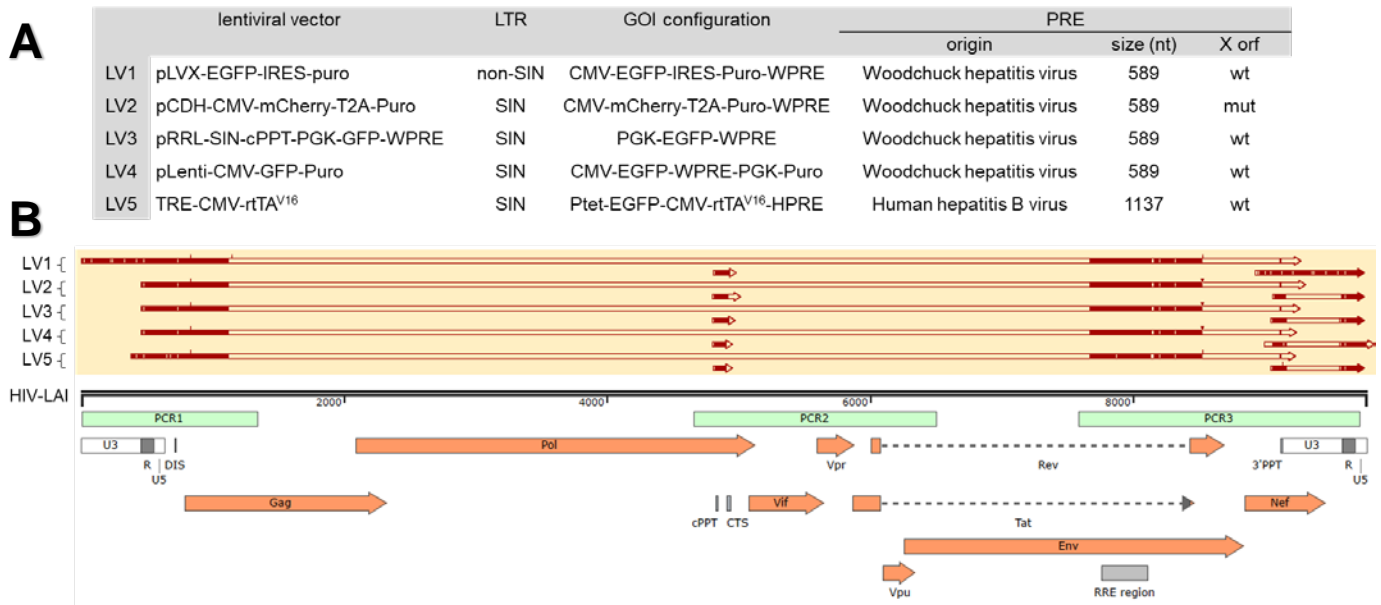 A
lentiviral vector LTR GOI configuration PRE
origin size (nt) X orf
LV1 pLVX-EGFP-IRES-puro non-SIN CMV-EGFP-IRES-Puro-WPRE Woodchuck hepatitis virus 589 wt
LV2 pCDH-CMV-mCherry-T2A-Puro SIN CMV-mCherry-T2A-Puro-WPRE Woodchuck hepatitis virus 589 mut
LV3 pRRL-SIN-cPPT-PGK-GFP-WPRE SIN PGK-EGFP-WPRE Woodchuck hepatitis virus 589 wt
LV4 pLenti-CMV-GFP-Puro SIN CMV-EGFP-WPRE-PGK-Puro Woodchuck hepatitis virus 589 wt
LV5 TRE-CMV-rtTAV16 SIN Ptet-EGFP-CMV-rtTAV16-HPRE Human hepatitis B virus 1137 wt
B
LV1
LV2
LV3
LV4
LV5
HIV-LAI
2000 4000 6000 8000
PCR1 PCR2 PCR3
U3 Pol
R DIS Vpr Rev 3'PPT U3 R
U5 U5
Gag Vif Nef
cPPT CTS Tat
Env
Vpu RRE region